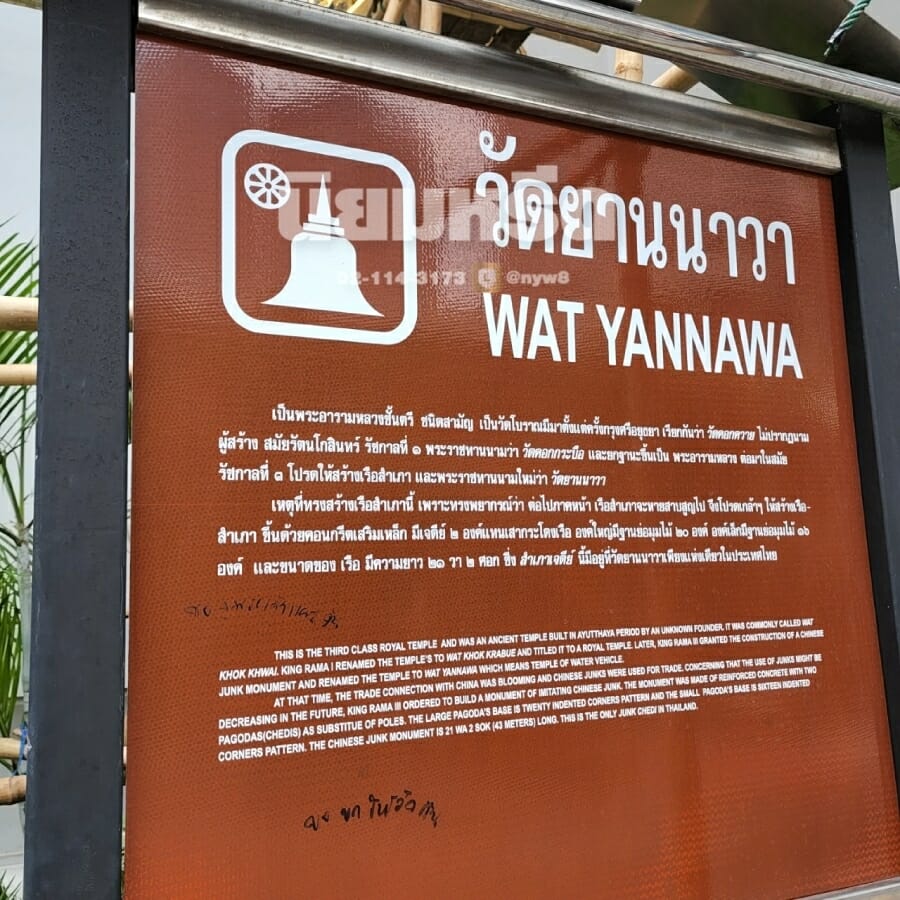 วัดยานนาวา
นิยมหรีด
02-114-3173 @nyw8
WAT YANNAWA
เป็นพระอารามหลวงชั้นตรี ชนิดสามัญ เป็นวัดโบราณมีมาตั้งแต่ครั้งกรุงศรีอยุธยา เรียกกันว่า วัดคอกควาย ไม่ปรากฏนาม
ผู้สร้าง สมัยรัตนโกสินทร์ รัชกาลที่ ๑ พระราชทานนามว่า วัดคอกกระบือ และยกฐานะขึ้นเป็น พระอารามหลวง ต่อมาในสมัย
รัชกาลที่ ๓ โปรดให้สร้างเรือสำเภา และพระราชทานนามใหม่ว่า วัดยานนาวา
เหตุที่ทรงสร้างเรือสำเภานี้ เพราะทรงพยากรณ์ว่า ต่อไปภาคหน้า เรือสำเภาจะหายสาบสูญไป จึงโปรดเกล้าฯ ให้สร้างเรือ-
สำเภา ขึ้นด้วยคอนกรีตเสริมเหล็ก มีเจดีย์ ๒ องค์แทนเสากระโดงเรือ องค์ใหญ่มีฐานย่อมุมไม้ ๒๐ องค์ องค์เล็กมีฐานย่อมุมไม้ ๑๖
องค์ และขนาดของ เรือ มีความยาว ๒๑ วา ๒ ศอก ซึ่ง สำเภาเจดีย์ นี้มีอยู่ที่วัดยานนาวาเพียงแห่งเดียวในประเทศไทย
THIS IS THE THIRD CLASS ROYAL TEMPLE AND WAS AN ANCIENT TEMPLE BUILT IN AYUTTHAYA PERIOD BY AN UNKNOWN FOUNDER. IT WAS COMMONLY CALLED WAT
KHOK KHWAI. KING RAMA I RENAMED THE TEMPLE'S TO WAT KHOK KRABUE AND TITLED IT TO A ROYAL TEMPLE. LATER, KING RAMA III GRANTED THE CONSTRUCTION OF A CHINESE
JUNK MONUMENT AND RENAMED THE TEMPLE TO WAT YANNAWA WHICH MEANS TEMPLE OF WATER VEHICLE.
AT THAT TIME, THE TRADE CONNECTION WITH CHINA WAS BLOOMING AND CHINESE JUNKS WERE USED FOR TRADE. CONCERNING THAT THE USE OF JUNKS MIGHT BE
DECREASING IN THE FUTURE, KING RAMA III ORDERED TO BUILD A MONUMENT OF IMITATING CHINESE JUNK. THE MONUMENT WAS MADE OF REINFORCED CONCRETE WITH TWO
PAGODAS(CHEDIS) AS SUBSTITUE OF POLES. THE LARGE PAGODA'S BASE IS TWENTY INDENTED CORNERS PATTERN AND THE SMALL PAGODA'S BASE IS SIXTEEN INDENTED
CORNERS PATTERN. THE CHINESE JUNK MONUMENT IS 21 WA 2 SOK (43 METERS) LONG. THIS IS THE ONLY JUNK CHEDI IN THAILAND.